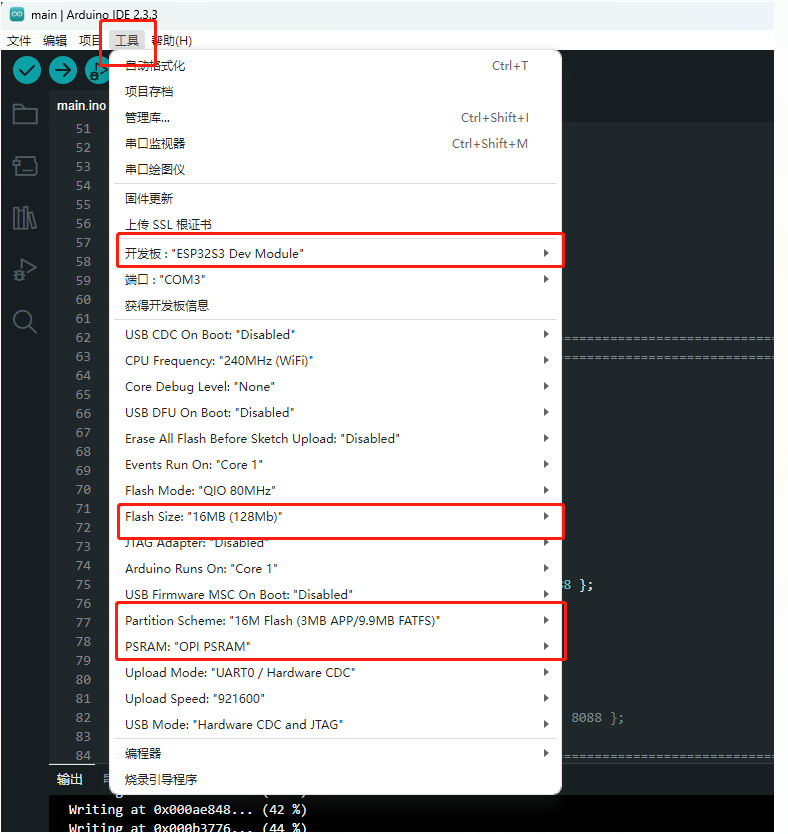 main | Arduino IDE 2.3.3
文件 编辑 项目 工具 帮助(H)
自动格式化 Ctrl+T
项目存档
main.ino
管理库... Ctrl+Shift+I
51
串口监视器 Ctrl+Shift+M
52
串口绘图仪
53
54
固件更新
55
上传 SSL 根证书
56
57
开发板 : "ESP32S3 Dev Module"
58
端口 : "COM3"
59
获得开发板信息
60
61
USB CDC On Boot: "Disabled"
62
CPU Frequency: "240MHz (WiFi)"
63
64
Core Debug Level: "None"
65
USB DFU On Boot: "Disabled"
66
Erase All Flash Before Sketch Upload: "Disabled"
67
68
Events Run On: "Core 1"
69
Flash Mode: "QIO 80MHz"
70
71
Flash Size: "16MB (128Mb)"
72
JTAG Adapter: "Disabled"
73
74
Arduino Runs On: "Core 1"
75 88 };
USB Firmware MSC On Boot: "Disabled"
76
Partition Scheme: "16M Flash (3MB APP/9.9MB FATFS)"
77
78
PSRAM: "OPI PSRAM"
79
Upload Mode: "UART0 / Hardware CDC"
80
Upload Speed: "921600"
81
82 8088 };
USB Mode: "Hardware CDC and JTAG"
83
编程器
84
输出
烧录引导程序
Writing at 0x000ae848... (42 %)
Writing at 0x000b3776... (44 %)